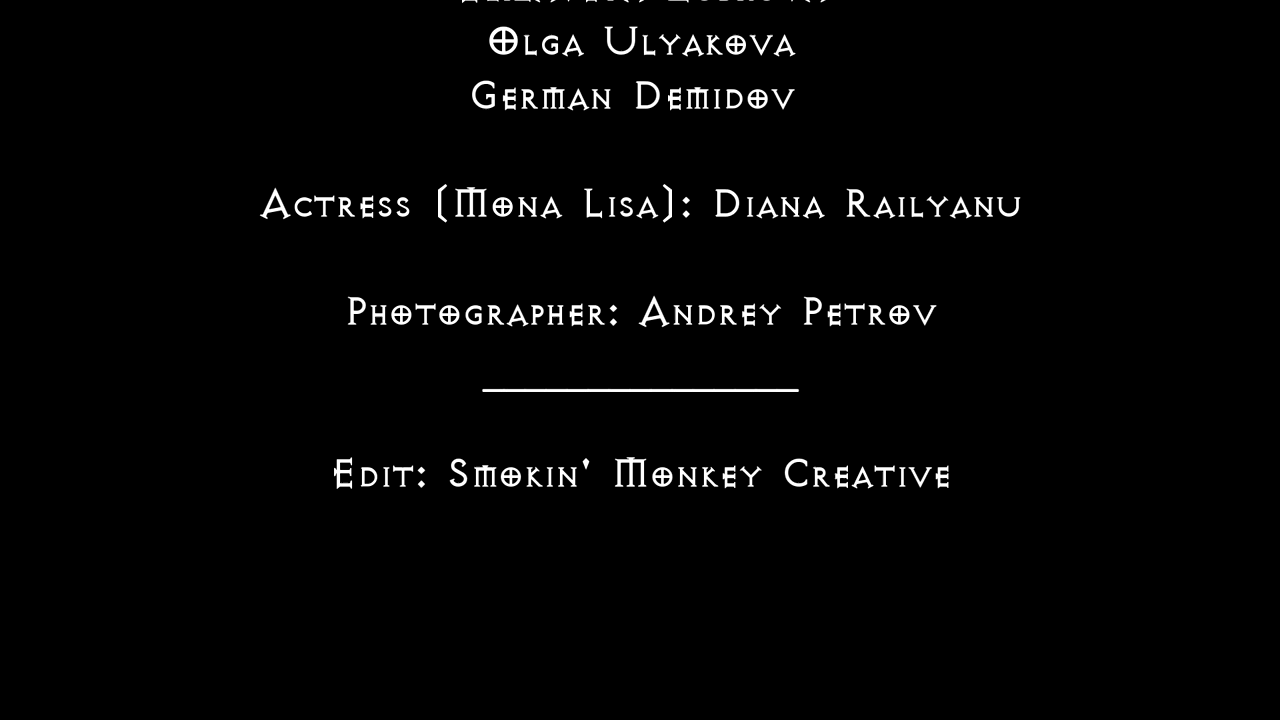 Olga Ulyakova
German Demidov
Actress (Mona Lisa): Diana Railyanu
Photographer: Andrey Petrov
Edit: Smokin' Monkey Creative